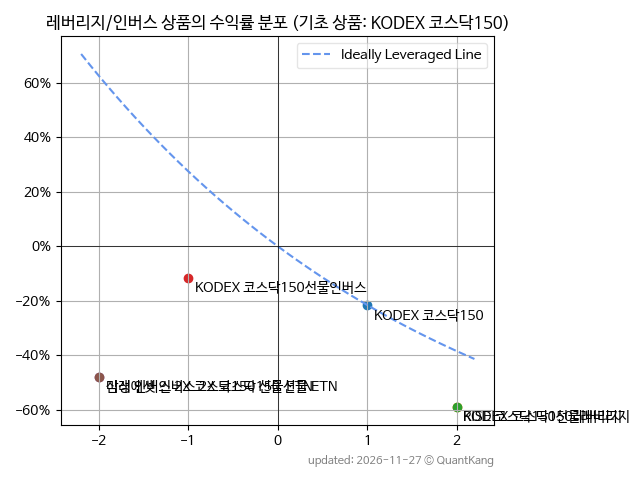 레버리지/인버스 상품의 수익률 분포 (기초 상품: KODEX 코스닥150)
Ideally Leveraged Line
60%
40%
20%
0%
−20%
−40%
−60%
KODEX 코스닥150선물인버스
KODEX 코스닥150
−2
−1
0
1
2
updated: 2026-11-27 © QuantKang